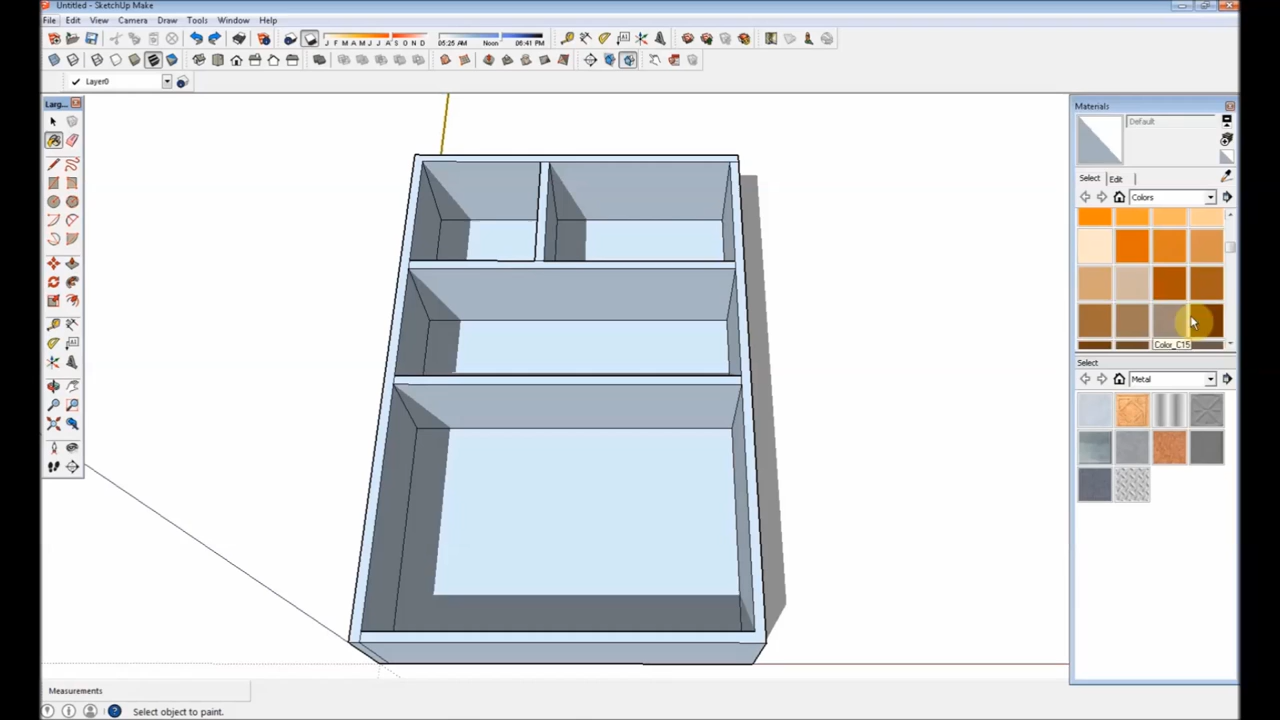 Untitled - SketchUp Make
File Edit View Camera Draw Tools Window Help
J F M A M J J A S O N D 05:25 AM Noon 06:41 PM
Layer0
Larg...
Materials
Default
Select Edit
Colors
Color_C15
Select
Metal
Measurements
Select object to paint.